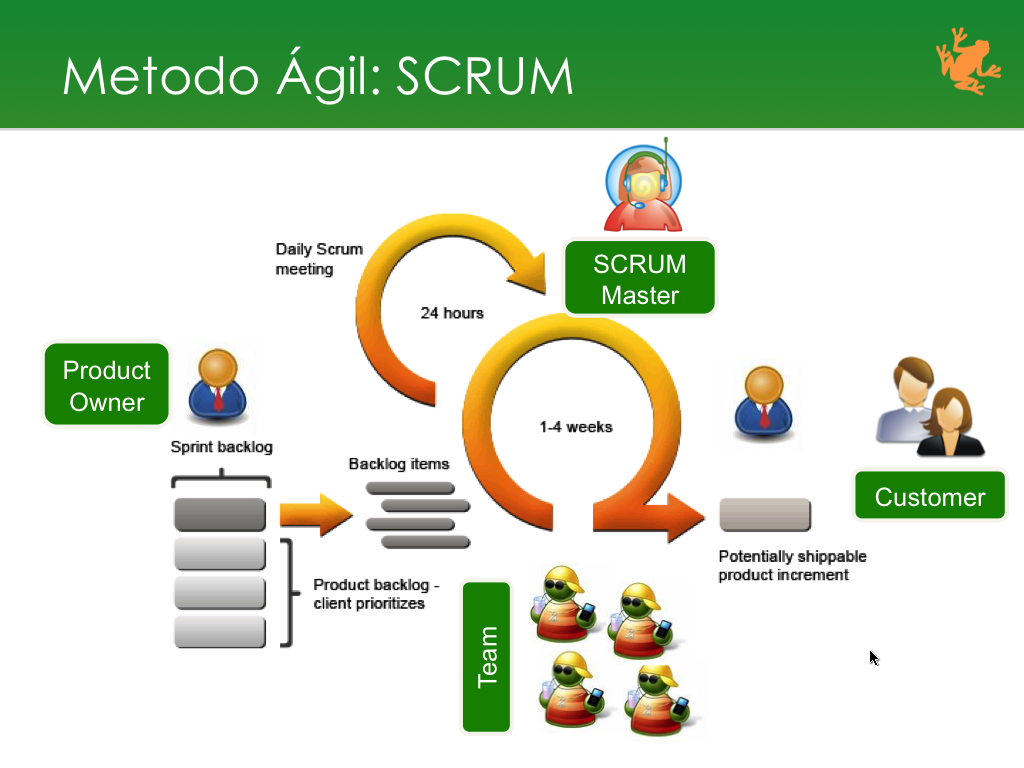 Metodo Ágil: SCRUM
Daily Scrum
meeting
24 hours
SCRUM
Master
Product
Owner
1-4 weeks
Sprint backlog
Backlog items
Customer
Potentially shippable
product increment
Product backlog -
client prioritizes
Team